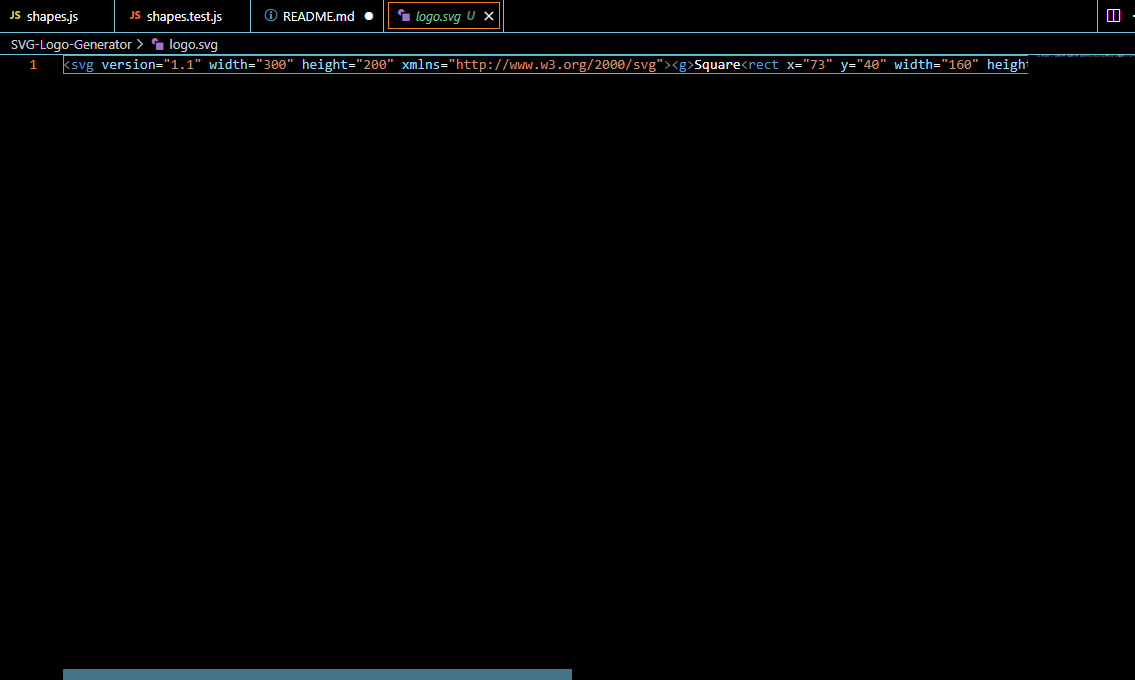 JS shapes.js JS shapes.test.js README.md logo.svg U
SVG-Logo-Generator > logo.svg
1 <svg version="1.1" width="300" height="200" xmlns="http://www.w3.org/2000/svg"><g>Square<rect x="73" y="40" width="160" height